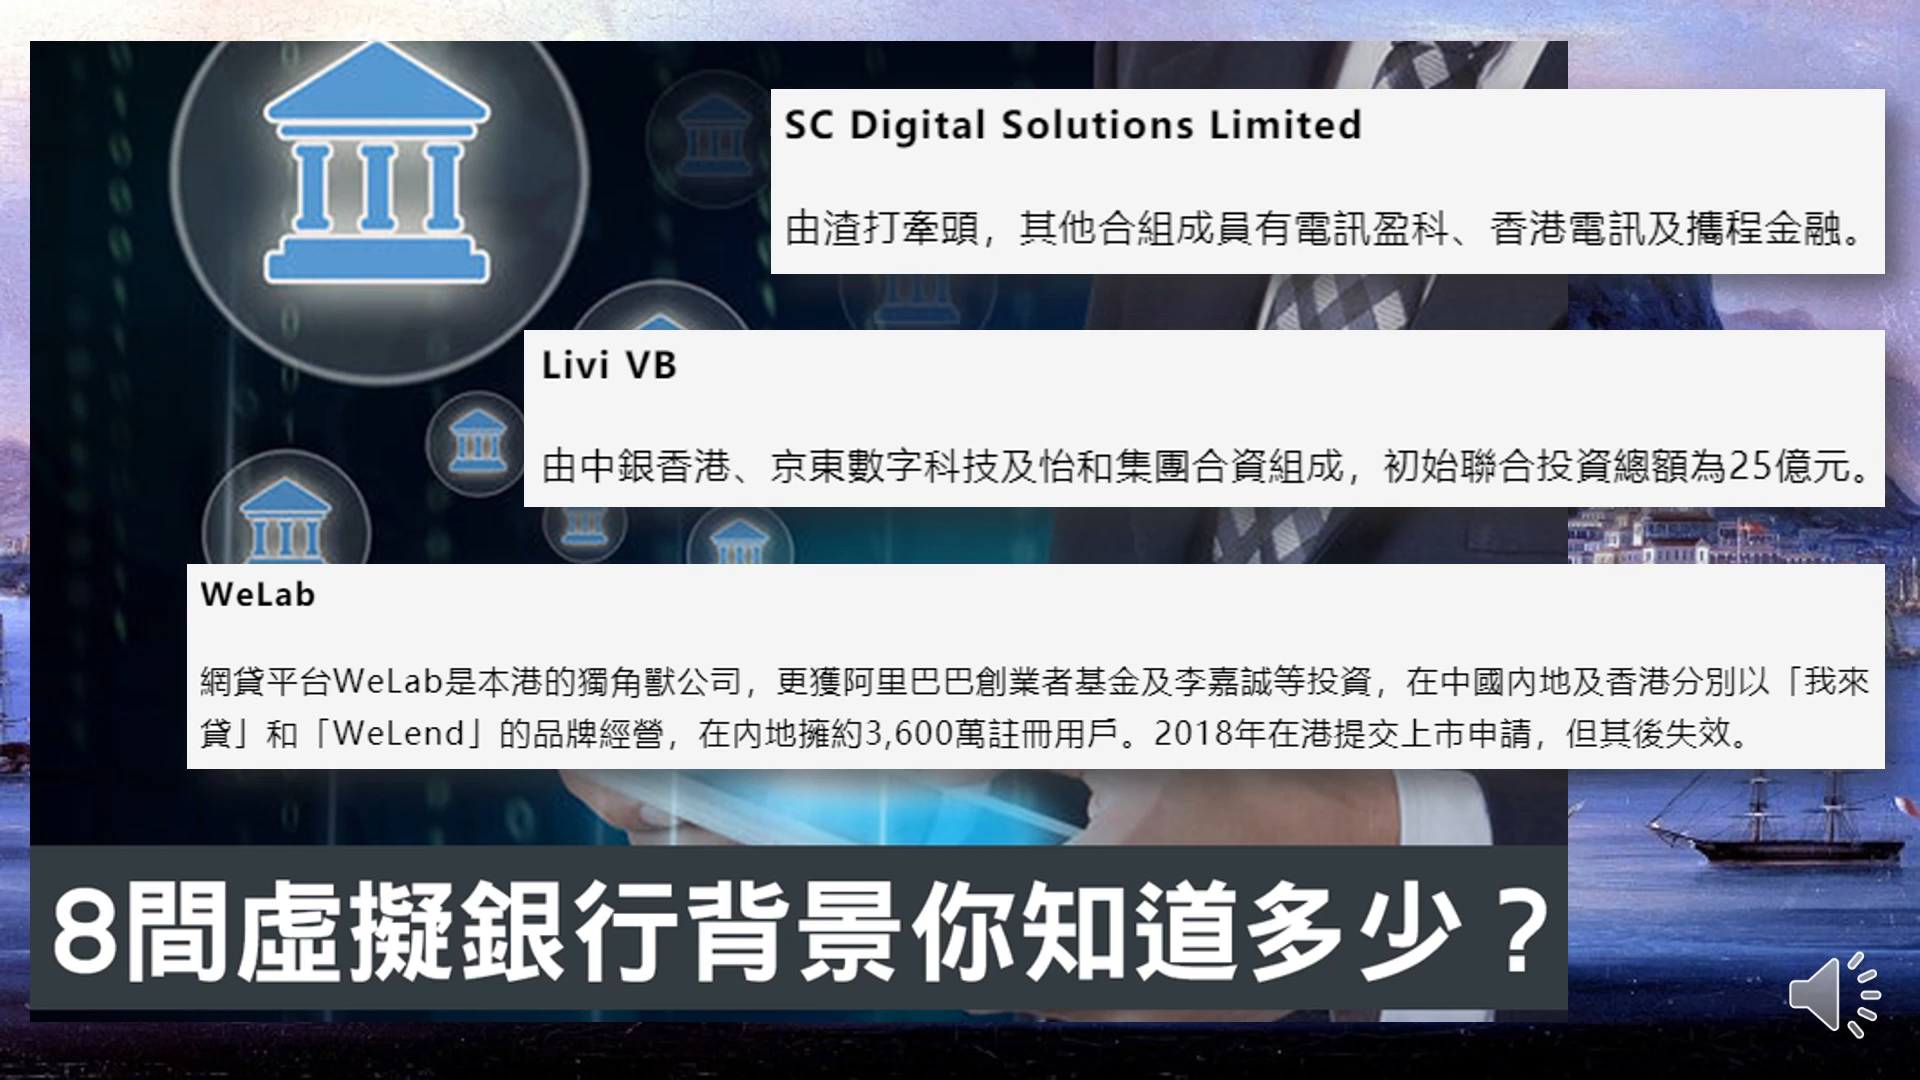 SC Digital Solutions Limited
由渣打牽頭，其他合組成員有電訊盈科、香港電訊及攜程金融。
Livi VB
由中銀香港、京東數字科技及怡和集團合資組成，初始聯合投資總額為25億元。
WeLab
網貸平台WeLab是本港的獨角獸公司，更獲阿里巴巴創業者基金及李嘉誠等投資，在中國內地及香港分別以「我來
貸」和「WeLend」的品牌經營，在內地擁約3,600萬註冊用戶。2018年在港提交上市申請，但其後失效。
8間虛擬銀行背景你知道多少？